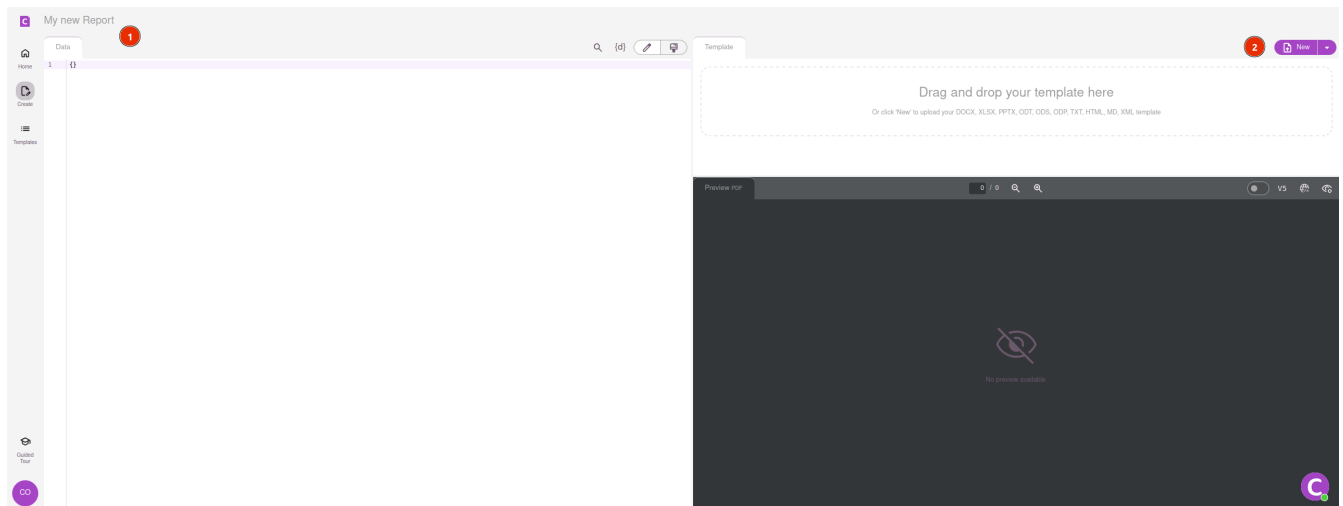 C
My new Report
1
Home
Create
Templates
Guided
Tour
CO
Data
{d}
1 {}
Template
2
New
Drag and drop your template here
Or click 'New' to upload your DOCX, XLSX, PPTX, ODT, ODS, ODP, TXT, HTML, MD, XML template
Preview PDF
0 / 0
V5
No preview available
C